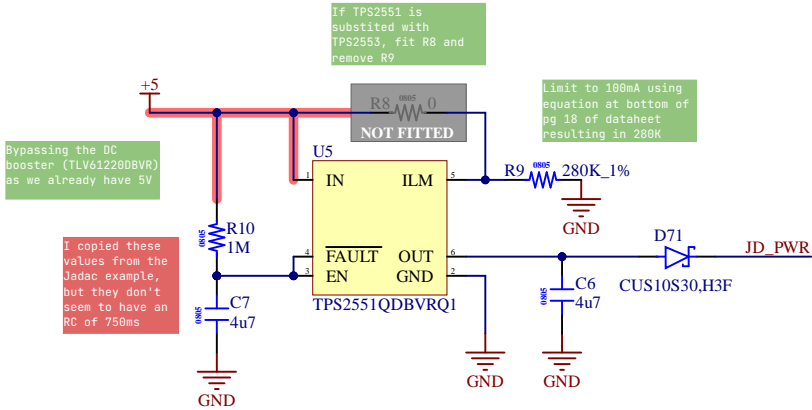 If TPS2551 is
substited with
TPS2553, fit R8 and
remove R9
+5
R8 0805 0
NOT FITTED
Limit to 100mA using
equation at bottom of
pg 18 of dataheet
resulting in 280K
Bypassing the DC
booster (TLV61220DBVR)
as we already have 5V
U5
1 IN ILM 5
R9 0805 280K_1%
GND
I copied these
values from the
Jadac example,
but they don't
seem to have an
RC of 750ms
0805 R10
1M
4 FAULT OUT 6
3 EN GND 2
TPS2551QDBVRQ1
D71
JD_PWR
CUS10S30,H3F
0805 C7
4u7
0805 C6
4u7
GND
GND
GND